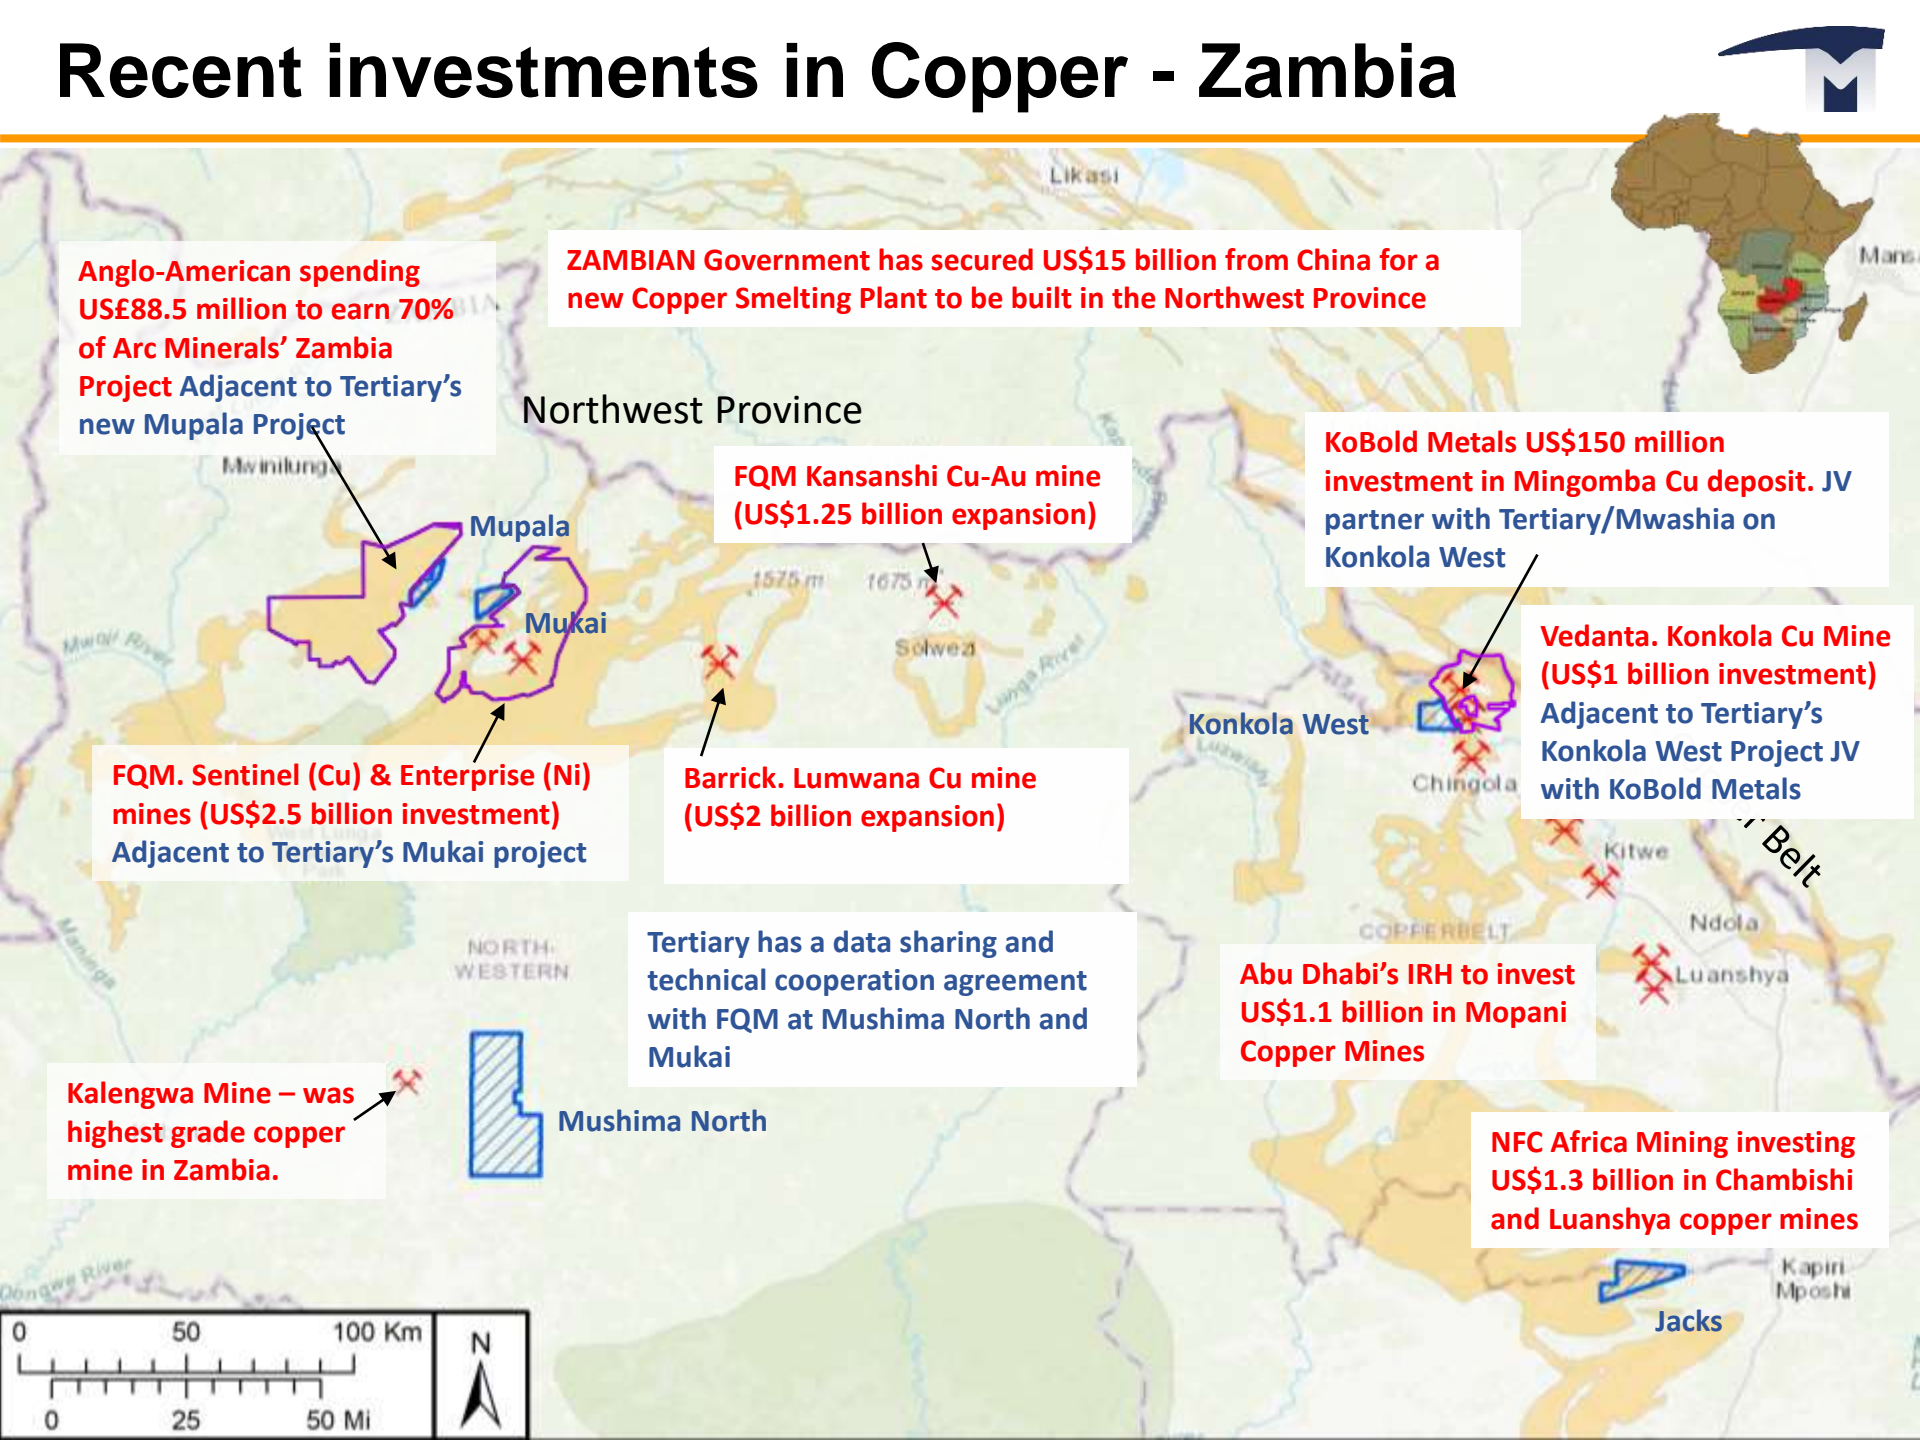 Recent investments in Copper - Zambia
Likasi
Mans
ZAMBIAN Government has secured US$15 billion from China for a
new Copper Smelting Plant to be built in the Northwest Province
Anglo-American spending
US£88.5 million to earn 70%
of Arc Minerals’ Zambia
Project Adjacent to Tertiary’s
new Mupala Project
Northwest Province
Mwinilunga
FQM Kansanshi Cu-Au mine
(US$1.25 billion expansion)
KoBold Metals US$150 million
investment in Mingomba Cu deposit. JV
partner with Tertiary/Mwashia on
Konkola West
Mupala
1575 m
1675 m
Mukai
Solwezi
Lunga River
Vedanta. Konkola Cu Mine
(US$1 billion investment)
Adjacent to Tertiary’s
Konkola West Project JV
with KoBold Metals
Konkola West
Chingola
FQM. Sentinel (Cu) & Enterprise (Ni)
mines (US$2.5 billion investment)
Adjacent to Tertiary’s Mukai project
West Lunga
Park
Barrick. Lumwana Cu mine
(US$2 billion expansion)
Belt
Kitwe
Ndola
COPPERBELT
Luanshya
Maninga
NORTH-
WESTERN
Tertiary has a data sharing and
technical cooperation agreement
with FQM at Mushima North and
Mukai
Abu Dhabi’s IRH to invest
US$1.1 billion in Mopani
Copper Mines
Kalengwa Mine – was
highest grade copper
mine in Zambia.
Mushima North
NFC Africa Mining investing
US$1.3 billion in Chambishi
and Luanshya copper mines
Kapiri
Mposhi
Jacks
Dongwe River
0 50 100 Km
0 25 50 Mi
N